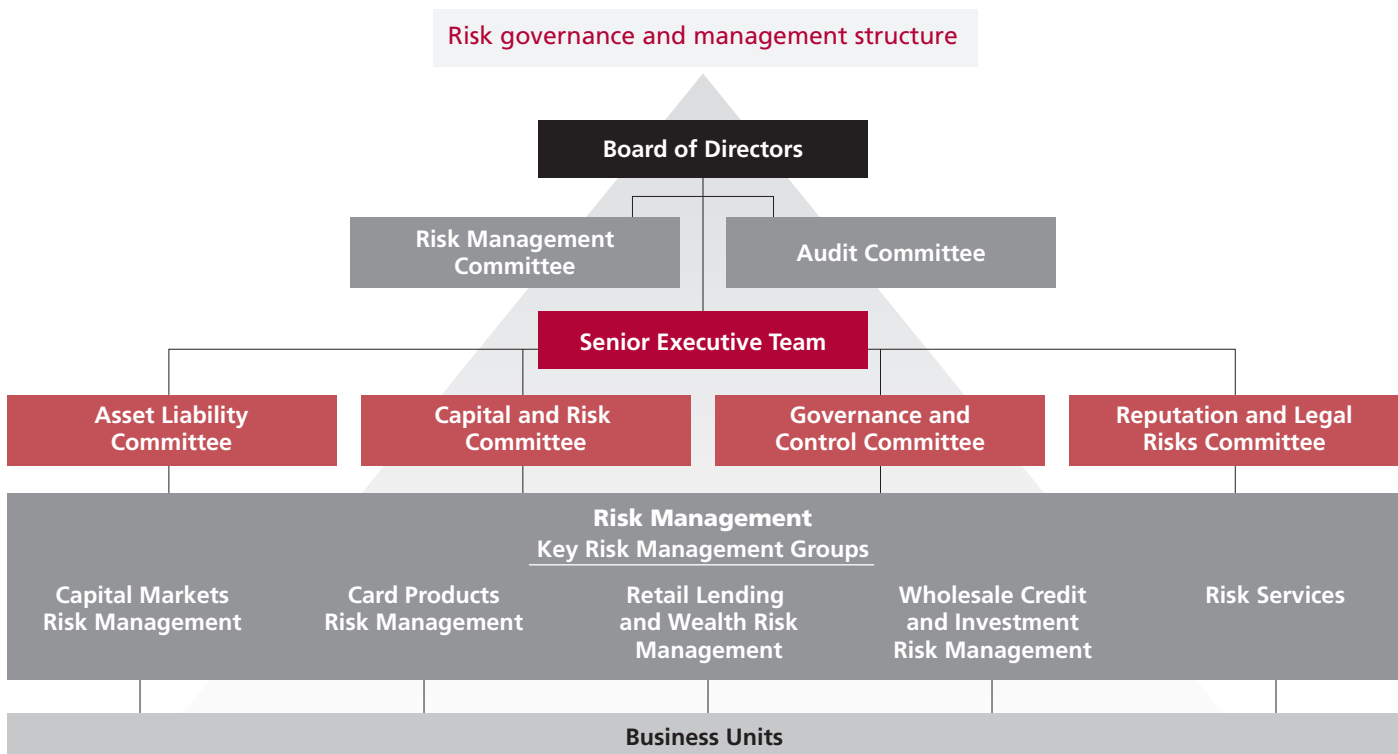 Risk governance and management structure
Board of Directors
Risk Management
Committee
Audit Committee
Senior Executive Team
Asset Liability
Committee
Capital and Risk
Committee
Governance and
Control Committee
Reputation and Legal
Risks Committee
Risk Management
Key Risk Management Groups
Capital Markets
Risk Management
Card Products
Risk Management
Retail Lending
and Wealth Risk
Management
Wholesale Credit
and Investment
Risk Management
Risk Services
Business Units